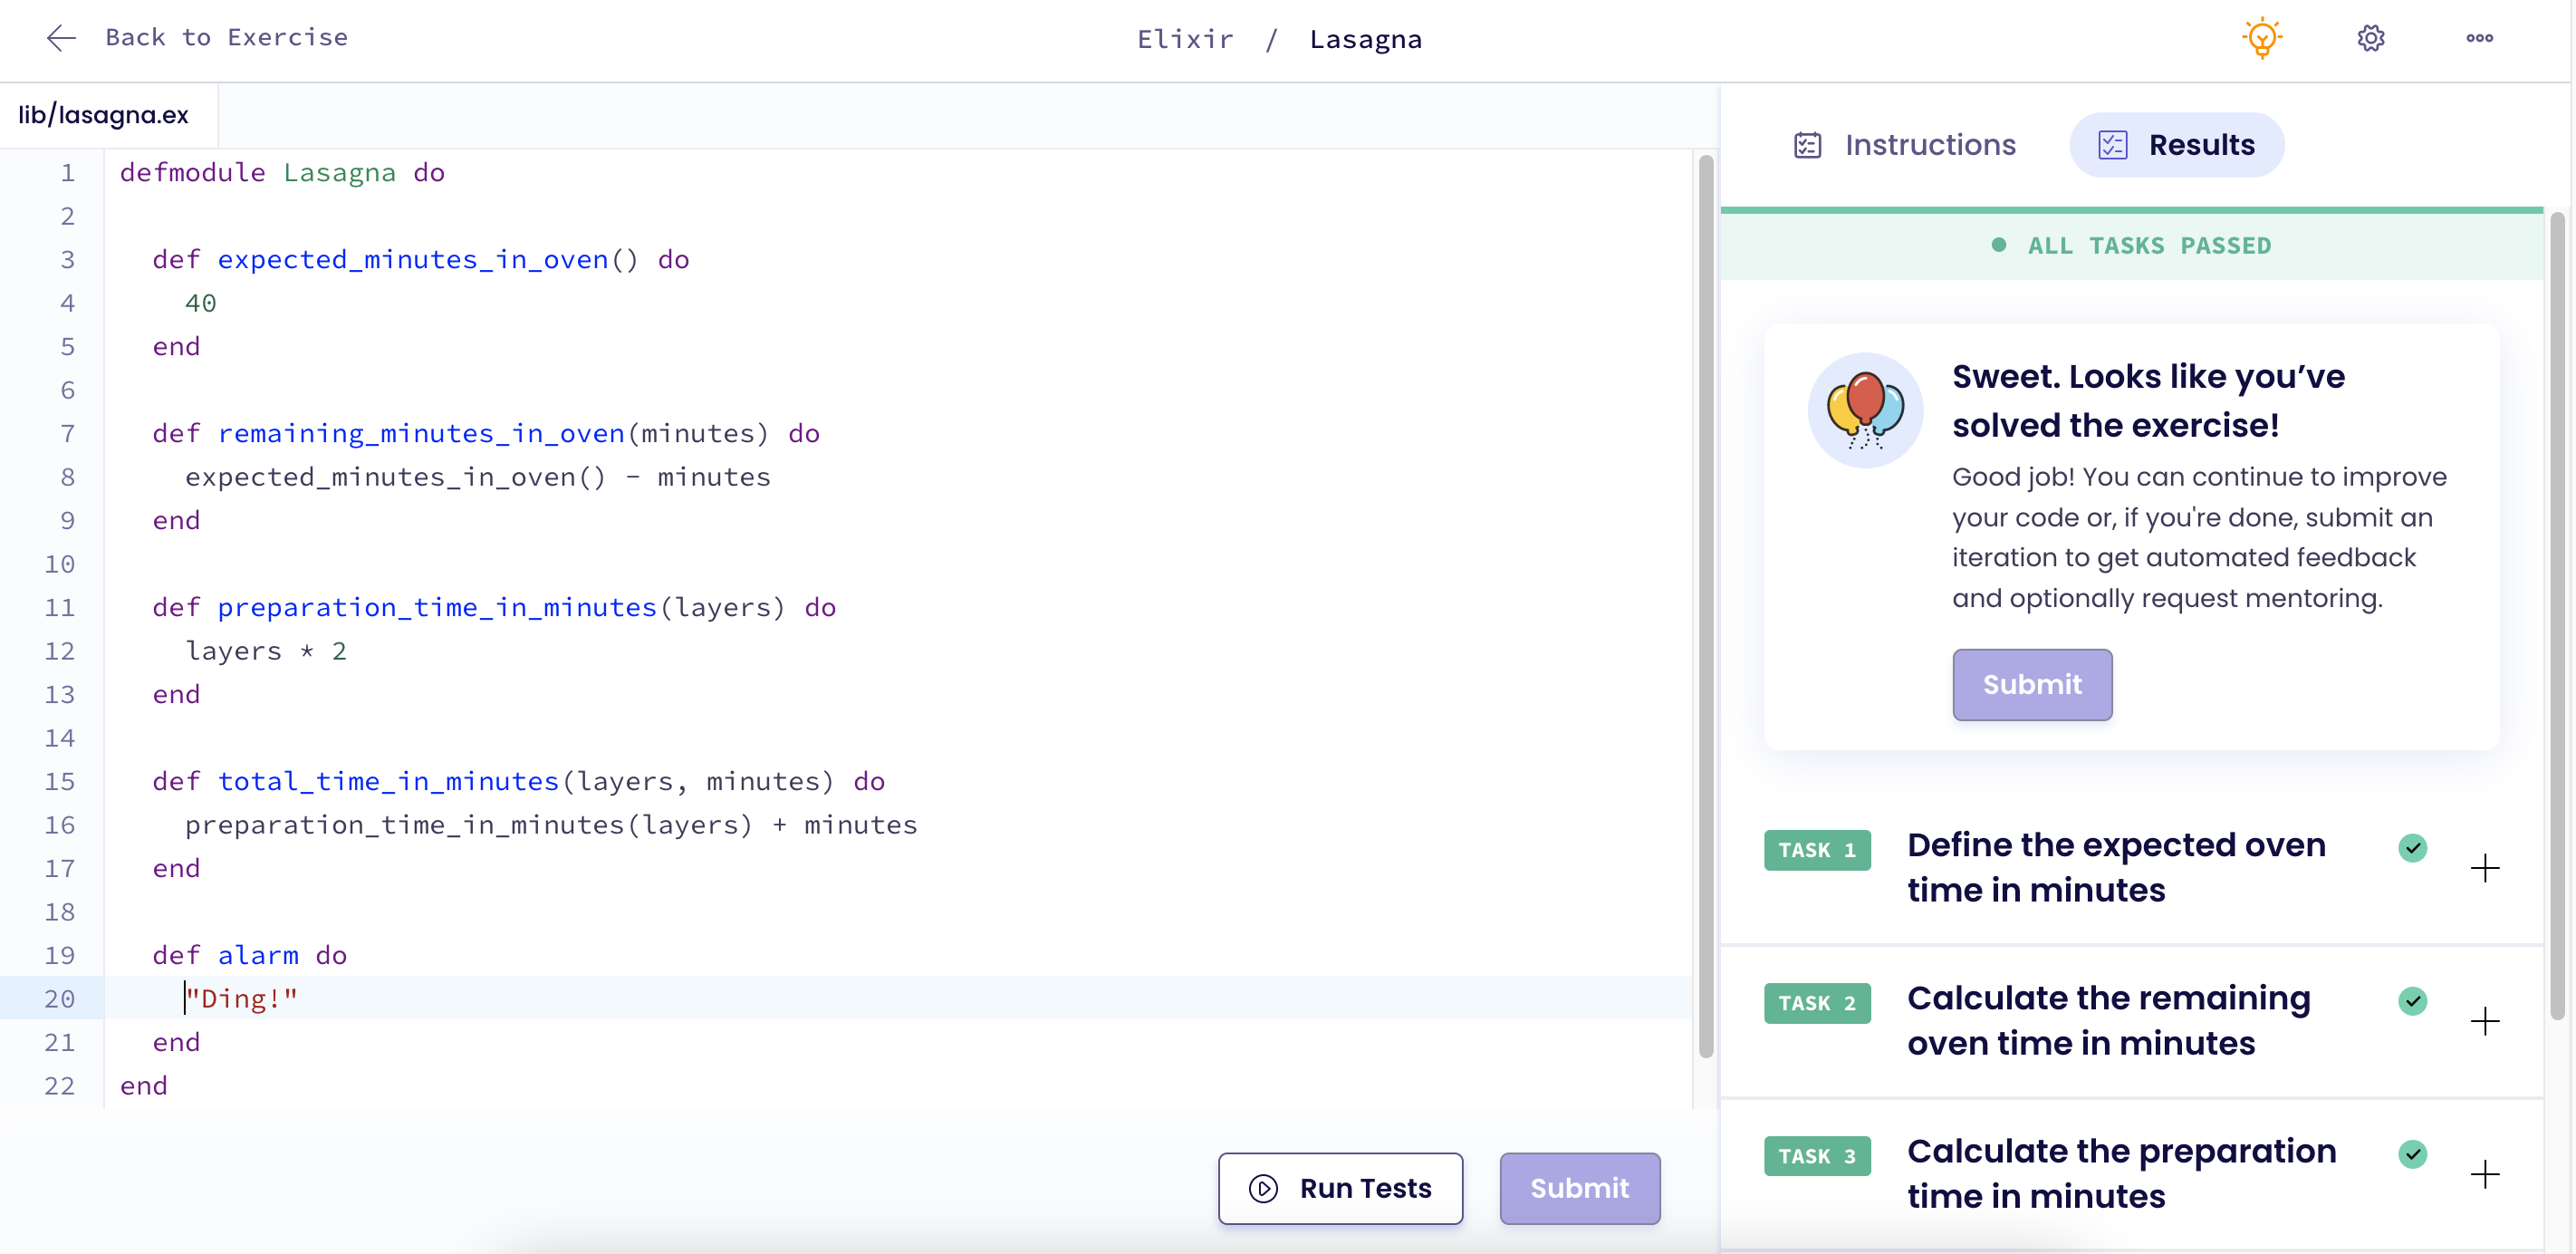 Back to Exercise
Elixir / Lasagna
lib/lasagna.ex
1 defmodule Lasagna do
2
3 def expected_minutes_in_oven() do
4 40
5 end
6
7 def remaining_minutes_in_oven(minutes) do
8 expected_minutes_in_oven() - minutes
9 end
10
11 def preparation_time_in_minutes(layers) do
12 layers * 2
13 end
14
15 def total_time_in_minutes(layers, minutes) do
16 preparation_time_in_minutes(layers) + minutes
17 end
18
19 def alarm do
20 "Ding!"
21 end
22 end
Run Tests
Submit
Instructions
Results
ALL TASKS PASSED
Sweet. Looks like you’ve
solved the exercise!
Good job! You can continue to improve
your code or, if you're done, submit an
iteration to get automated feedback
and optionally request mentoring.
Submit
TASK 1 Define the expected oven
time in minutes
TASK 2 Calculate the remaining
oven time in minutes
TASK 3 Calculate the preparation
time in minutes